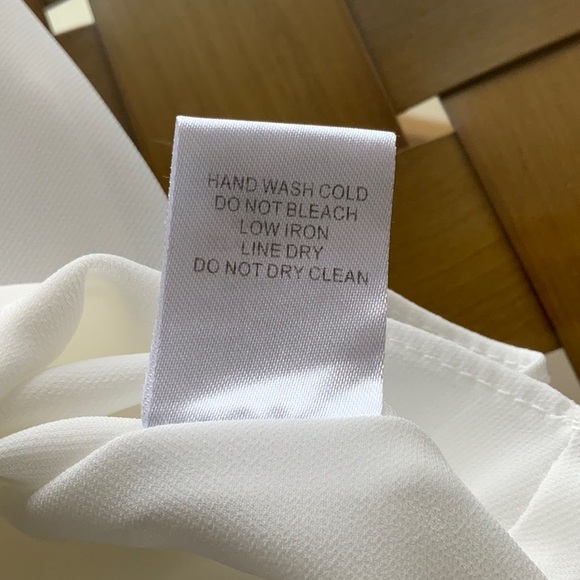 HAND WASH COLD
DO NOT BLEACH
LOW IRON
LINE DRY
DO NOT DRY CLEAN